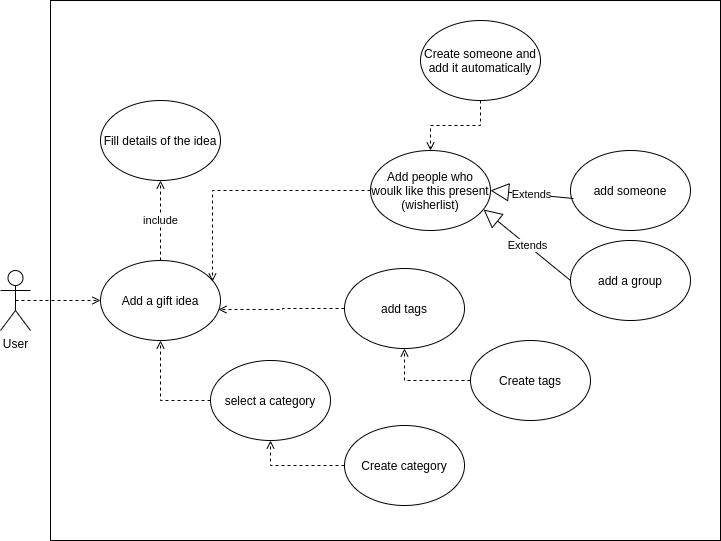 Create someone and
add it automatically
Fill details of the idea
Add people who
woulk like this present
(wisherlist)
Extends
add someone
include
Extends
add a group
Add a gift idea
add tags
User
Create tags
select a category
Create category